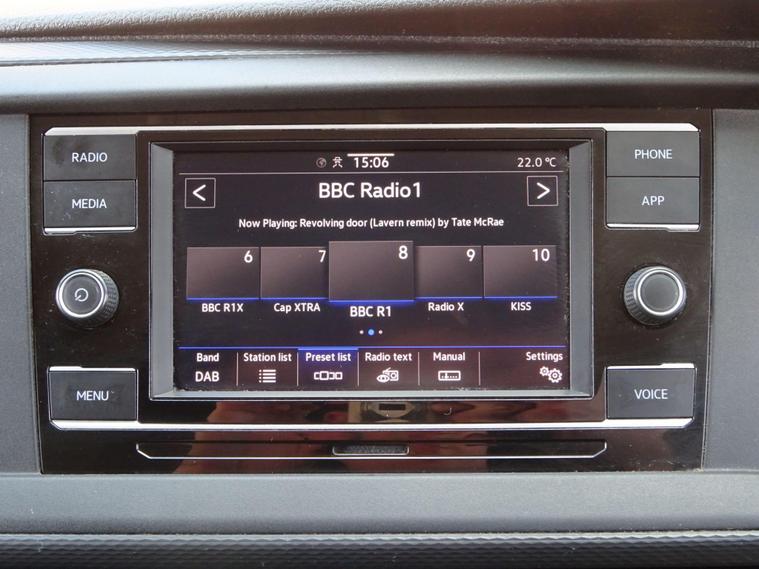 RADIO
MEDIA
MENU
PHONE
APP
VOICE
15:06
22.0 °C
<
BBC Radio1
>
Now Playing: Revolving door (Lavern remix) by Tate McRae
6 7 8 9 10
BBC R1X Cap XTRA BBC R1 Radio X KISS
Band Station list Preset list Radio text Manual Settings
DAB